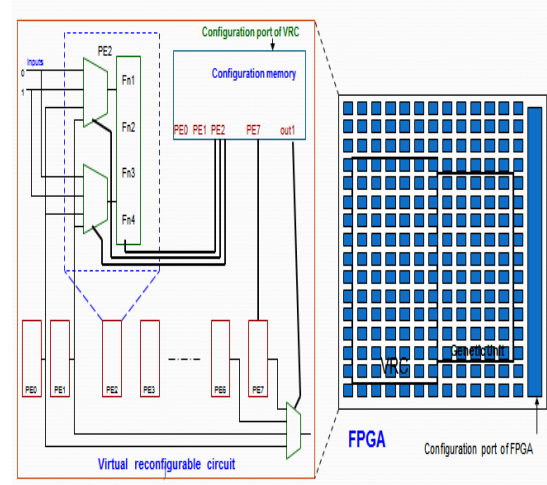 Configuration port of VRC
PE2
Inputs
0
1
Fn1
Fn2
Fn3
Fn4
Configuration memory
PE0 PE1 PE2 PE7 out1
PE0
PE1
PE2
PE3
PE6
PE7
Virtual reconfigurable circuit
VRC
Genetic Unit
FPGA
Configuration port of FPGA